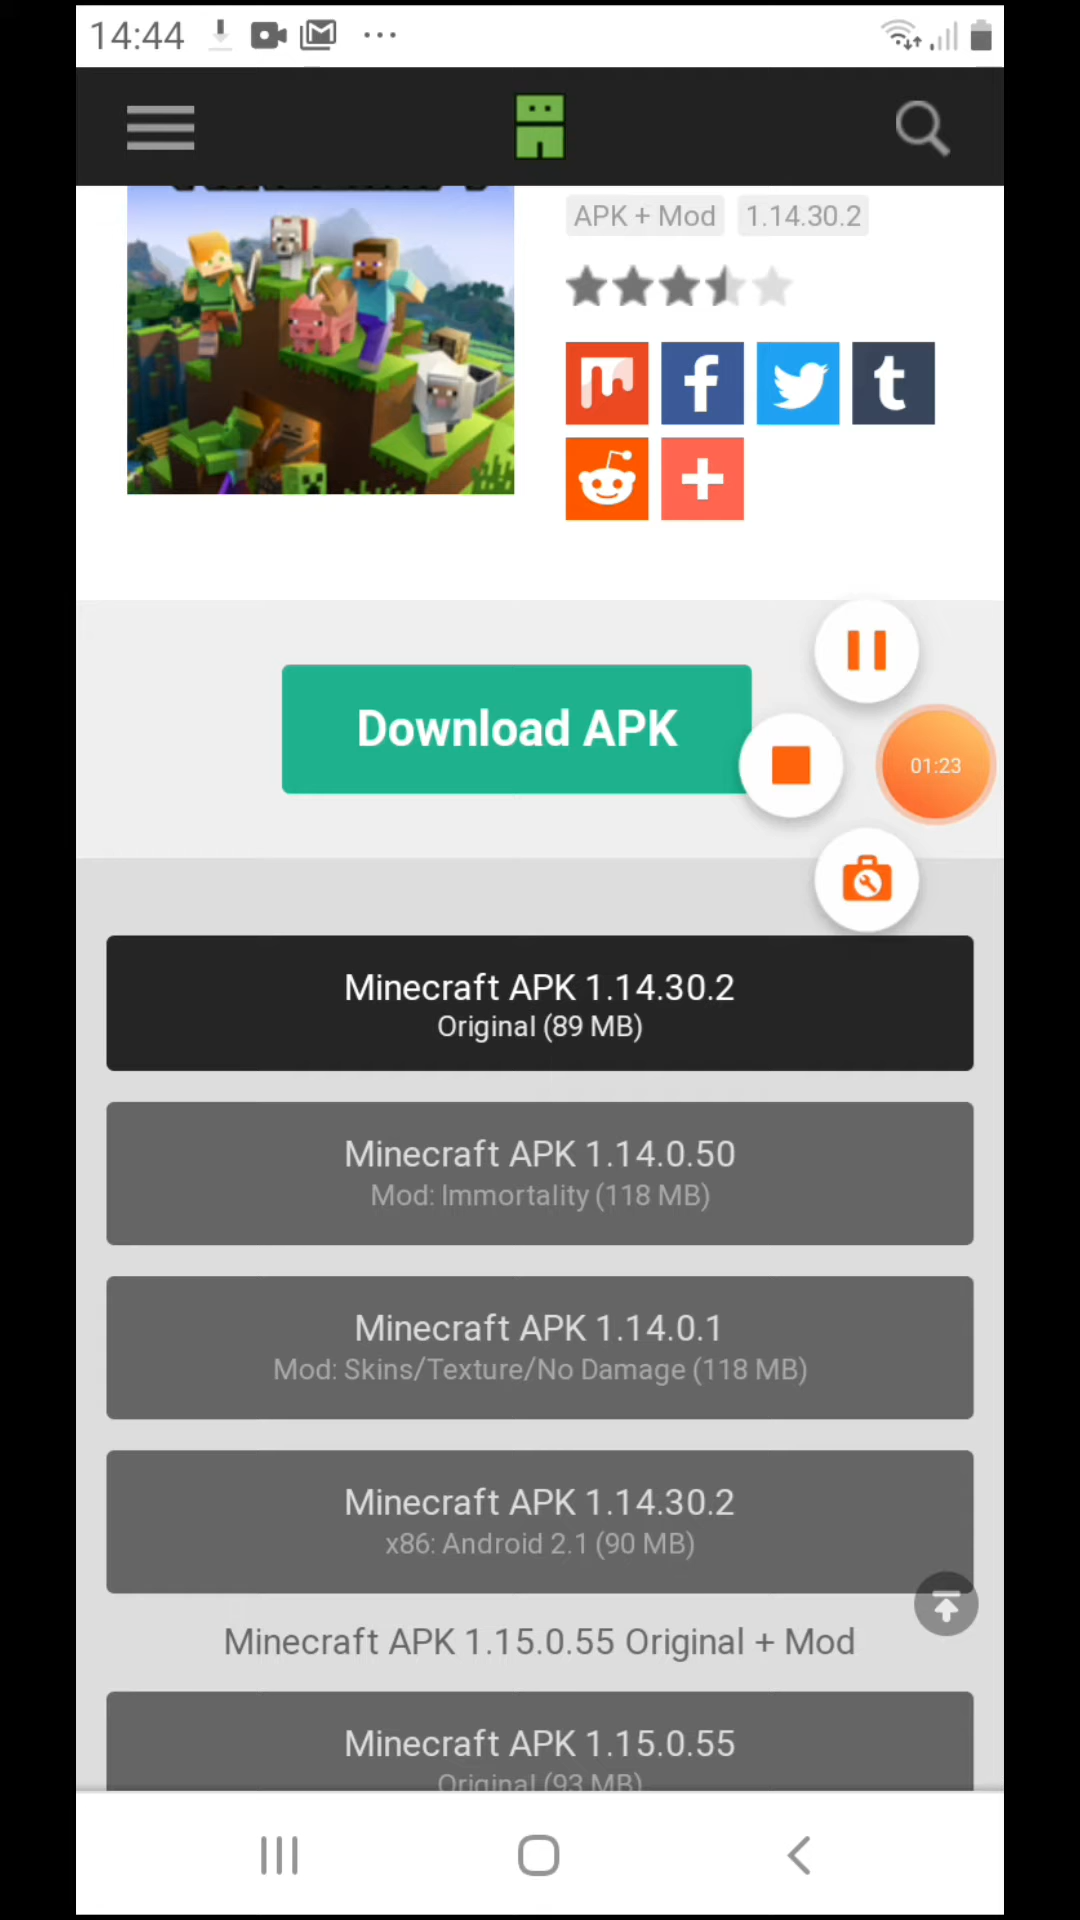 14:44
APK + Mod 1.14.30.2
Download APK
01:23
Minecraft APK 1.14.30.2
Original (89 MB)
Minecraft APK 1.14.0.50
Mod: Immortality (118 MB)
Minecraft APK 1.14.0.1
Mod: Skins/Texture/No Damage (118 MB)
Minecraft APK 1.14.30.2
x86: Android 2.1 (90 MB)
Minecraft APK 1.15.0.55 Original + Mod
Minecraft APK 1.15.0.55
Original (93 MB)